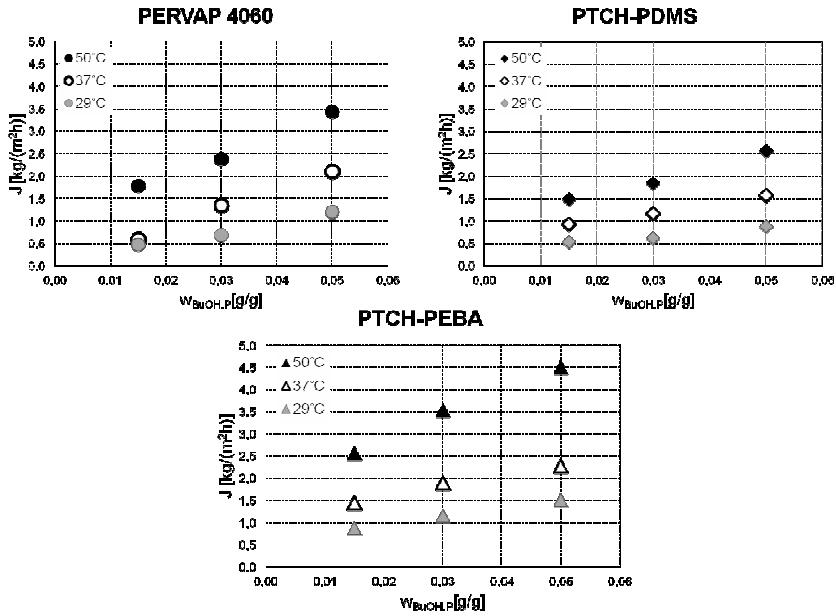 PERVAP 4060
J [kg/(m²h)]
5.0
4.5
4.0
3.6
3.0
2.5
2.0
1.5
1.0
0.6
0.0
50°C
37°C
29°C
0,00 0,01 0,02 0,03 0,04 0,05 0,06
wBuOH,P[g/g]
PTCH-PDMS
J [kg/(m²h)]
5,0
4,5
4,0
3,5
3,0
2,5
2,0
1,5
1,0
0,5
0,0
50°C
37°C
29°C
0,00 0,01 0,02 0,03 0,04 0,05 0,06
wBuOH,P[g/g]
PTCH-PEBA
J [kg/(m²h)]
5,0
4,5
4,0
3,5
3,0
2,5
2,0
1,5
1,0
0,5
0,0
50°C
37°C
29°C
0.00 0,01 0,02 0,03 0,04 0,06 0,06
wBuOH,P[g/g]